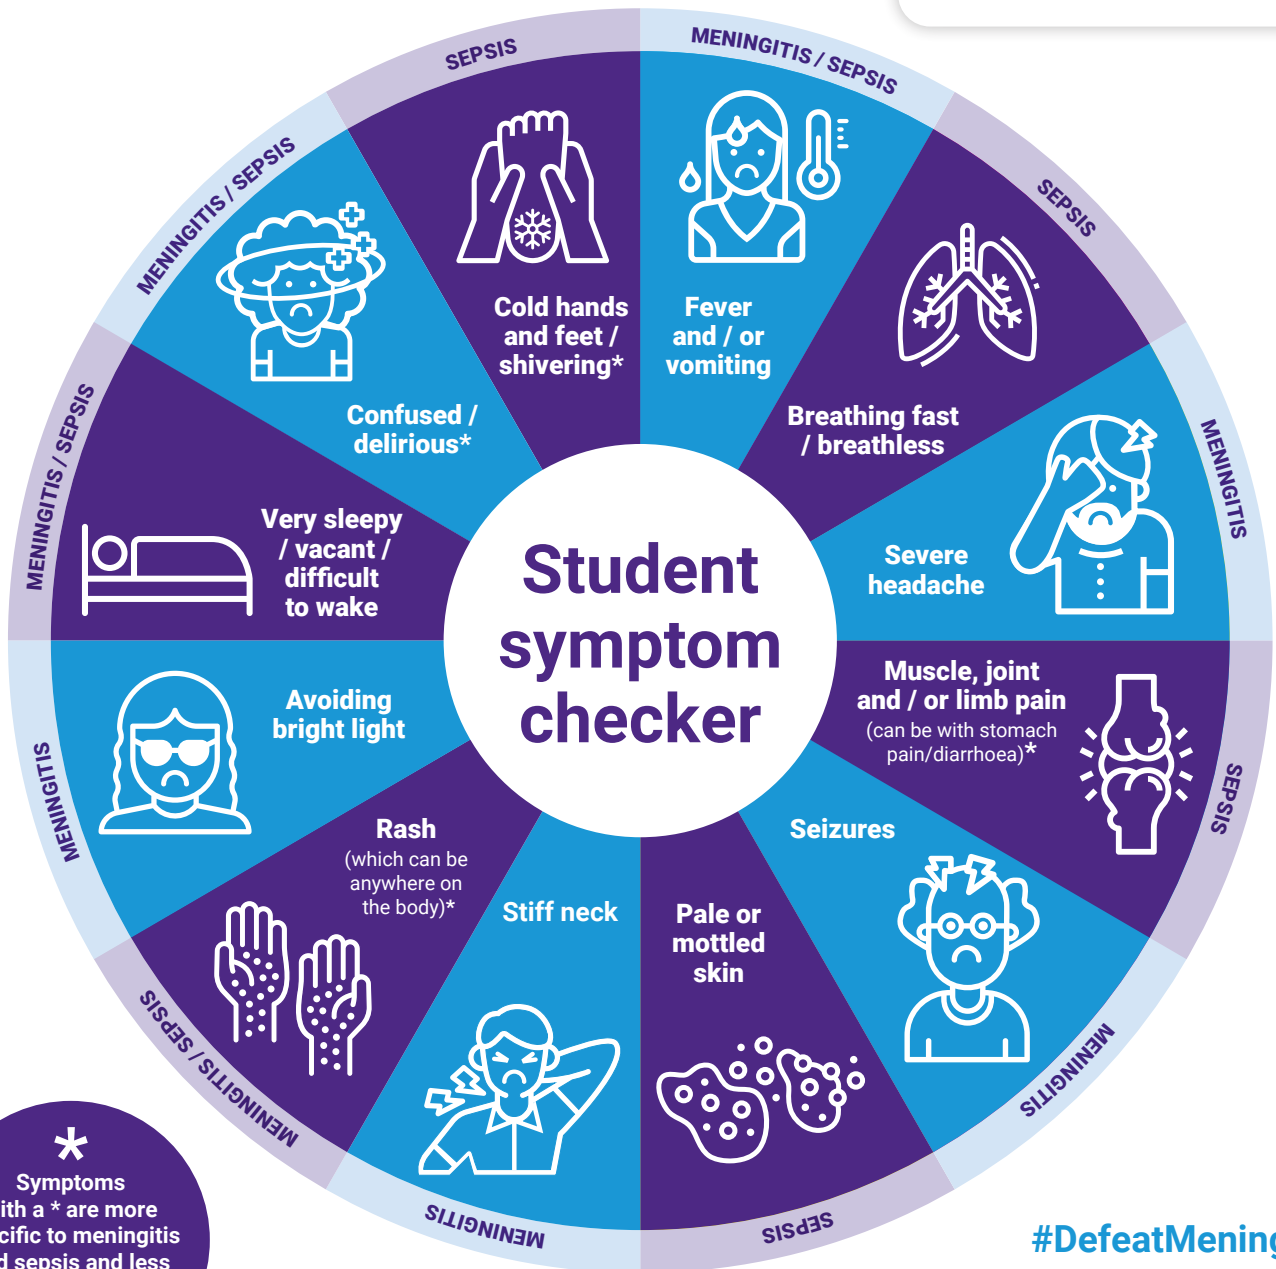 MENINGITIS / SEPSIS
Fever
and / or
vomiting
SEPSIS
Breathing fast
/ breathless
MENINGITIS
Severe
headache
SEPSIS
Muscle, joint
and / or limb pain
(can be with stomach
pain/diarrhoea)*
MENINGITIS
Seizures
SEPSIS
Pale or
mottled
skin
MENINGITIS
Stiff neck
MENINGITIS / SEPSIS
Rash
(which can be
anywhere on
the body)*
MENINGITIS
Avoiding
bright light
MENINGITIS / SEPSIS
Very sleepy
/ vacant /
difficult
to wake
MENINGITIS / SEPSIS
Confused /
delirious*
SEPSIS
Cold hands
and feet /
shivering*
Student
symptom
checker
*
Symptoms
a * are more
to meningitis
sepsis and less